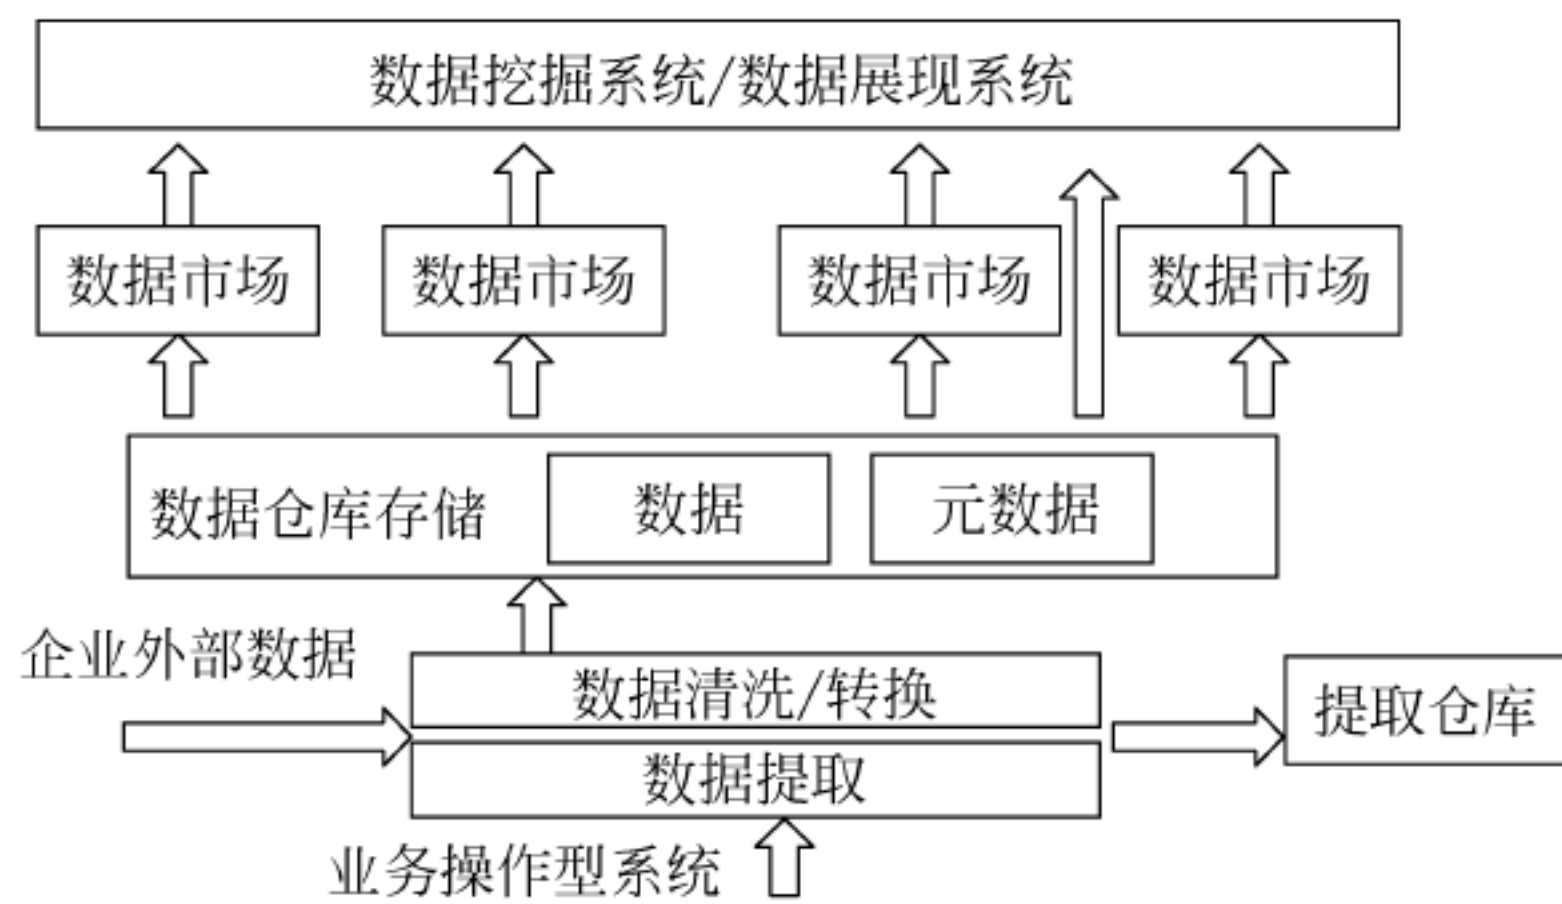 数据挖掘系统/数据展现系统
数据市场
数据市场
数据市场
数据市场
数据仓库存储
数据
元数据
企业外部数据
数据清洗/转换
提取仓库
数据提取
业务操作型系统